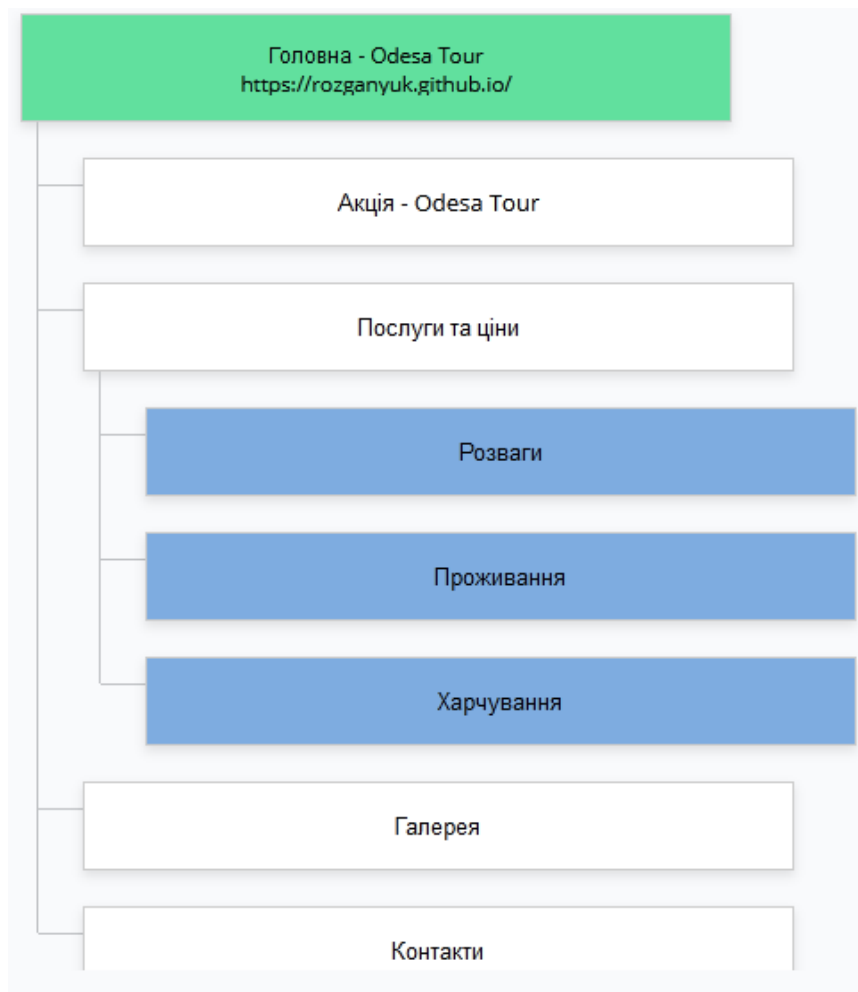 Головна - Odesa Tour
https://rozganyuk.github.io/
Акція - Odesa Tour
Послуги та ціни
Розваги
Проживання
Харчування
Галерея
Контакти